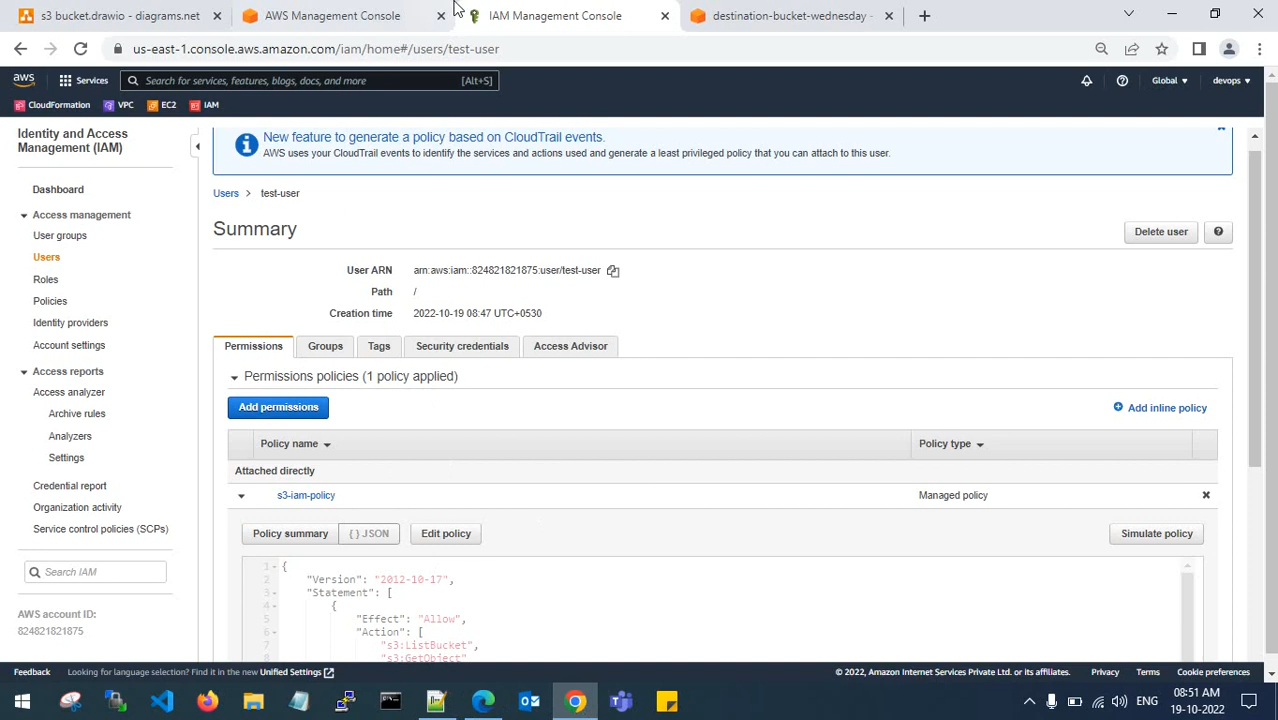 s3 bucket.drawio - diagrams.net
AWS Management Console
IAM Management Console
destination-bucket-wednesday -
us-east-1.console.aws.amazon.com/iam/home#/users/test-user
aws
Services
Search for services, features, blogs, docs, and more
[Alt+S]
Global
devops
CloudFormation
VPC
EC2
IAM
Identity and Access
Management (IAM)
Dashboard
Access management
User groups
Users
Roles
Policies
Identity providers
Account settings
Access reports
Access analyzer
Archive rules
Analyzers
Settings
Credential report
Organization activity
Service control policies (SCPs)
Search IAM
AWS account ID:
824821821875
New feature to generate a policy based on CloudTrail events.
AWS uses your CloudTrail events to identify the services and actions used and generate a least privileged policy that you can attach to this user.
Users > test-user
Summary
Delete user
User ARN arn:aws:iam::824821821875:user/test-user
Path /
Creation time 2022-10-19 08:47 UTC+0530
Permissions
Groups
Tags
Security credentials
Access Advisor
Permissions policies (1 policy applied)
Add permissions
Add inline policy
Policy name
Policy type
Attached directly
s3-iam-policy
Managed policy
Policy summary
{ } JSON
Edit policy
Simulate policy
1 {
2 "Version": "2012-10-17",
3 "Statement": [
4 {
5 "Effect": "Allow",
6 "Action": [
7 "s3:ListBucket",
8 "s3:GetObject"
Feedback
Looking for language selection? Find it in the new Unified Settings
© 2022, Amazon Internet Services Private Ltd. or its affiliates.
Privacy
Terms
Cookie preferences
ENG
08:51 AM
19-10-2022